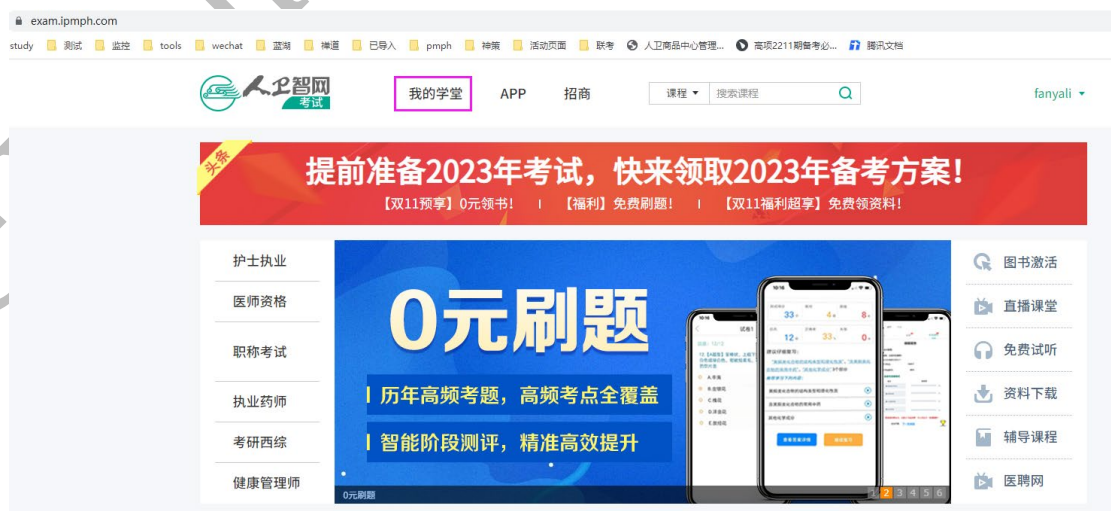 exam.ipmph.com
study 测试 监控 tools wechat 蓝湖 禅道 已导入 pmph 神策 活动页面 联考 人卫商品中心管理... 高项2211期备考必... 腾讯文档
人卫智网 考试 我的学堂 APP 招商 课程 搜索课程 fanyali
头条
提前准备2023年考试，快来领取2023年备考方案！
【双11预享】0元领书！ 【福利】免费刷题！ 【双11福利超享】免费领资料！
护士执业
医师资格
职称考试
执业药师
考研西综
健康管理师
0元刷题
历年高频考题，高频考点全覆盖
智能阶段测评，精准高效提升
0元刷题
试卷1
33
4
8
12
33
0
1 2 3 4 5 6
图书激活
直播课堂
免费试听
资料下载
辅导课程
医聘网